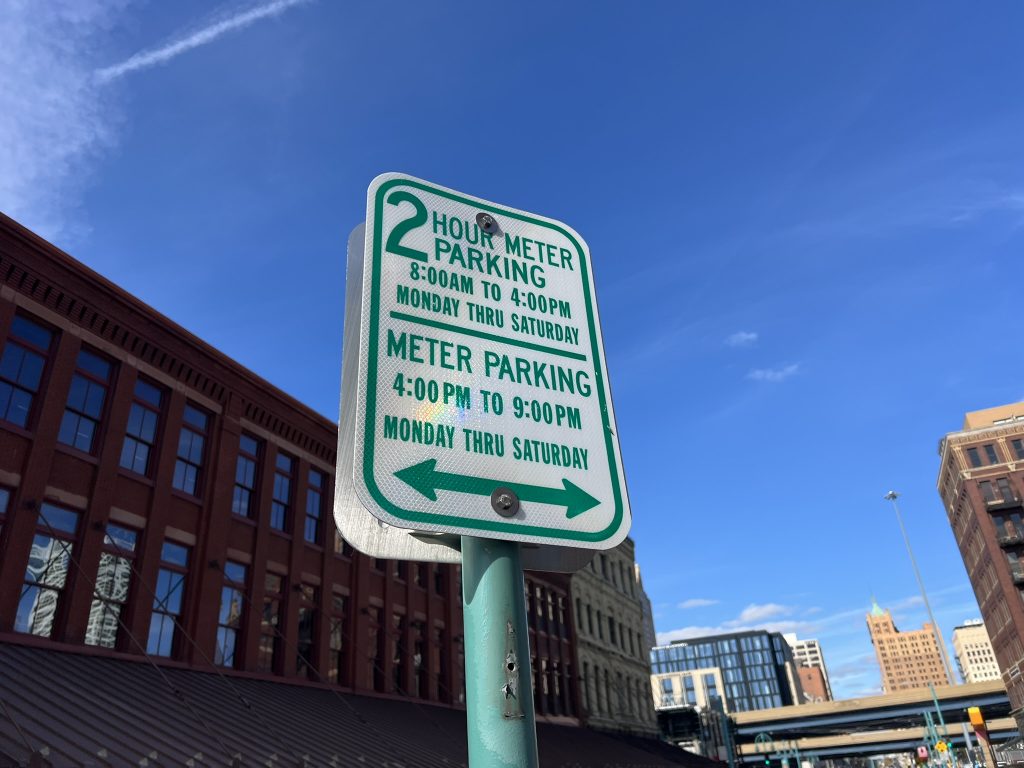 2 HOUR METER
PARKING
8:00AM TO 4:00PM
MONDAY THRU SATURDAY
METER PARKING
4:00PM TO 9:00PM
MONDAY THRU SATURDAY